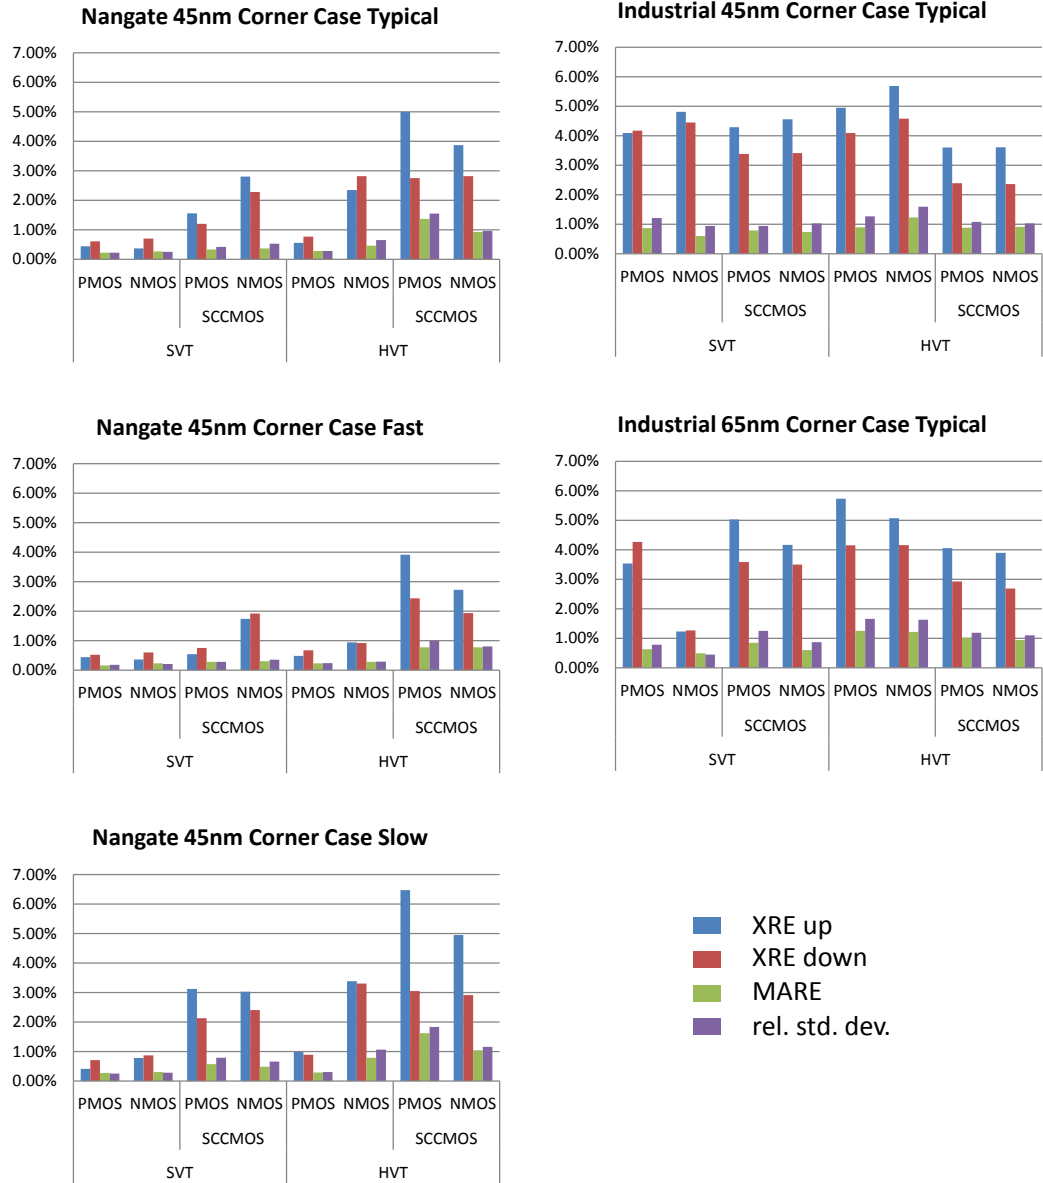 Nangate 45nm Corner Case Typical
7.00%
6.00%
5.00%
4.00%
3.00%
2.00%
1.00%
0.00%
PMOS NMOS PMOS NMOS PMOS NMOS PMOS NMOS
SCCMOS SCCMOS
SVT HVT
Industrial 45nm Corner Case Typical
7.00%
6.00%
5.00%
4.00%
3.00%
2.00%
1.00%
0.00%
PMOS NMOS PMOS NMOS PMOS NMOS PMOS NMOS
SCCMOS SCCMOS
SVT HVT
Nangate 45nm Corner Case Fast
7.00%
6.00%
5.00%
4.00%
3.00%
2.00%
1.00%
0.00%
PMOS NMOS PMOS NMOS PMOS NMOS PMOS NMOS
SCCMOS SCCMOS
SVT HVT
Industrial 65nm Corner Case Typical
7.00%
6.00%
5.00%
4.00%
3.00%
2.00%
1.00%
0.00%
PMOS NMOS PMOS NMOS PMOS NMOS PMOS NMOS
SCCMOS SCCMOS
SVT HVT
Nangate 45nm Corner Case Slow
7.00%
6.00%
5.00%
4.00%
3.00%
2.00%
1.00%
0.00%
PMOS NMOS PMOS NMOS PMOS NMOS PMOS NMOS
SCCMOS SCCMOS
SVT HVT
XRE up
XRE down
MARE
rel. std. dev.